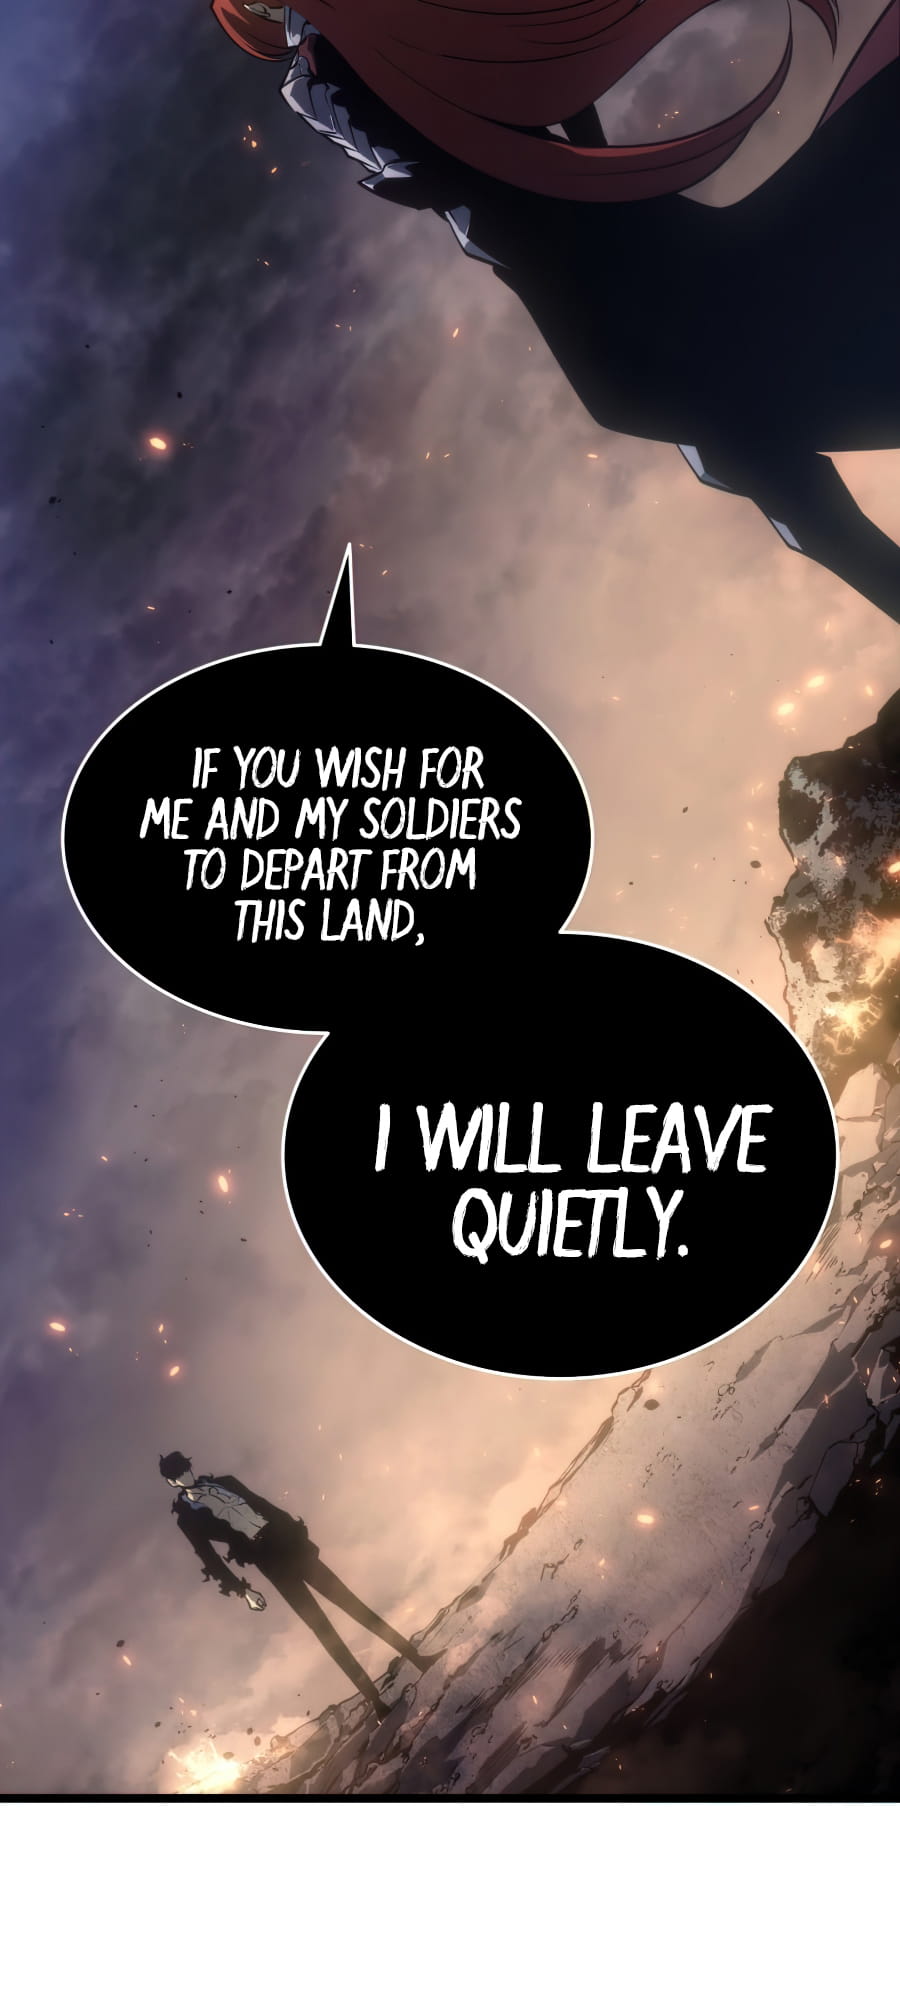 IF YOU WISH FOR
ME AND MY SOLDIERS
TO DEPART FROM
THIS LAND,
I WILL LEAVE
QUIETLY.